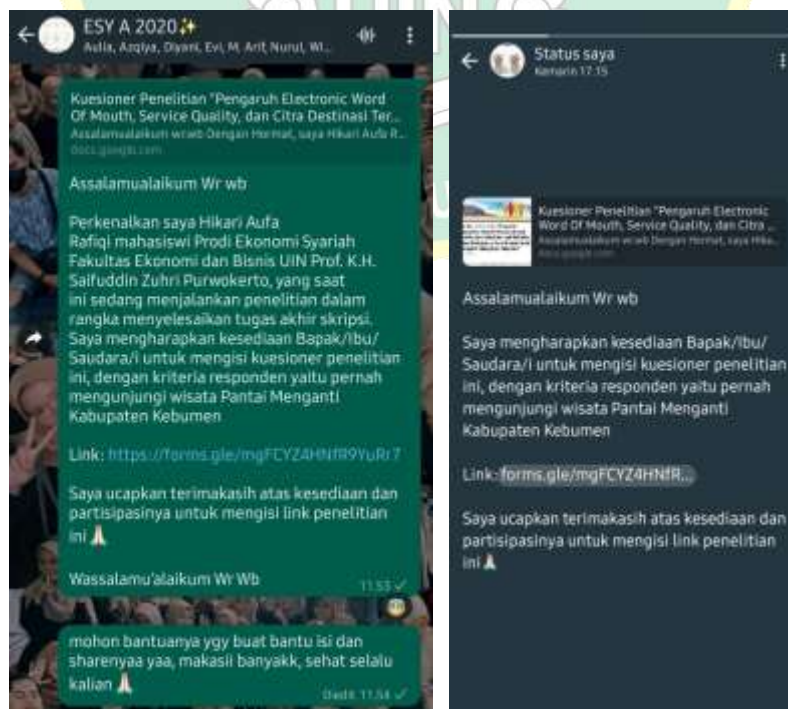 ESY A 2020✨
Aulia, Azqiya, Diyani, Evi, M. Arif, Nurul, Wi...
Kuesioner Penelitian "Pengaruh Electronic Word
Of Mouth, Service Quality, dan Citra Destinasi Ter...
Assalamualaikum wr.wb Dengan Hormat, saya Hikari Aufa R...
docs.google.com
Assalamualaikum Wr wb
Perkenalkan saya Hikari Aufa
Rafiqi mahasiswi Prodi Ekonomi Syariah
Fakultas Ekonomi dan Bisnis UIN Prof. K.H.
Saifuddin Zuhri Purwokerto, yang saat
ini sedang menjalankan penelitian dalam
rangka menyelesaikan tugas akhir skripsi.
Saya mengharapkan kesediaan Bapak/Ibu/
Saudara/i untuk mengisi kuesioner penelitian
ini, dengan kriteria responden yaitu pernah
mengunjungi wisata Pantai Menganti
Kabupaten Kebumen
Link: https://forms.gle/mgFCYZ4HNfR9YuRr7
Saya ucapkan terimakasih atas kesediaan dan
partisipasinya untuk mengisi link penelitian
ini 🙏🏻
Wassalamu'alaikum Wr Wb
11.53
mohon bantuanya ygy buat bantu isi dan
sharenyaa yaa, makasii banyakk, sehat selalu
kalian 🙏🏻
Diedit 11.54
Status saya
Kemarin 17.15
Kuesioner Penelitian "Pengaruh Electronic
Word Of Mouth, Service Quality, dan Citra ...
Assalamualaikum wr.wb Dengan Hormat, saya Hika...
docs.google.com
Assalamualaikum Wr wb
Saya mengharapkan kesediaan Bapak/Ibu/
Saudara/i untuk mengisi kuesioner penelitian
ini, dengan kriteria responden yaitu pernah
mengunjungi wisata Pantai Menganti
Kabupaten Kebumen
Link: forms.gle/mgFCYZ4HNfR...
Saya ucapkan terimakasih atas kesediaan dan
partisipasinya untuk mengisi link penelitian
ini 🙏🏻